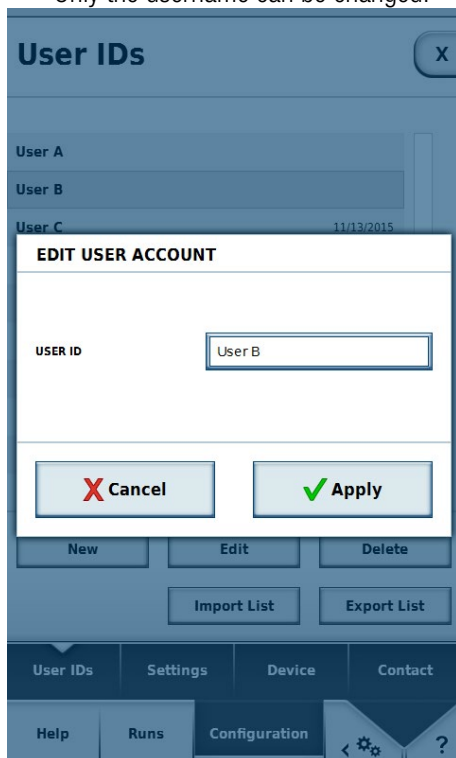 Only the username can be changed.
User IDs
X
User A
User B
User C 11/13/2015
EDIT USER ACCOUNT
USER ID User B
Cancel Apply
New Edit Delete
Import List Export List
User IDs Settings Device Contact
Help Runs Configuration < ?